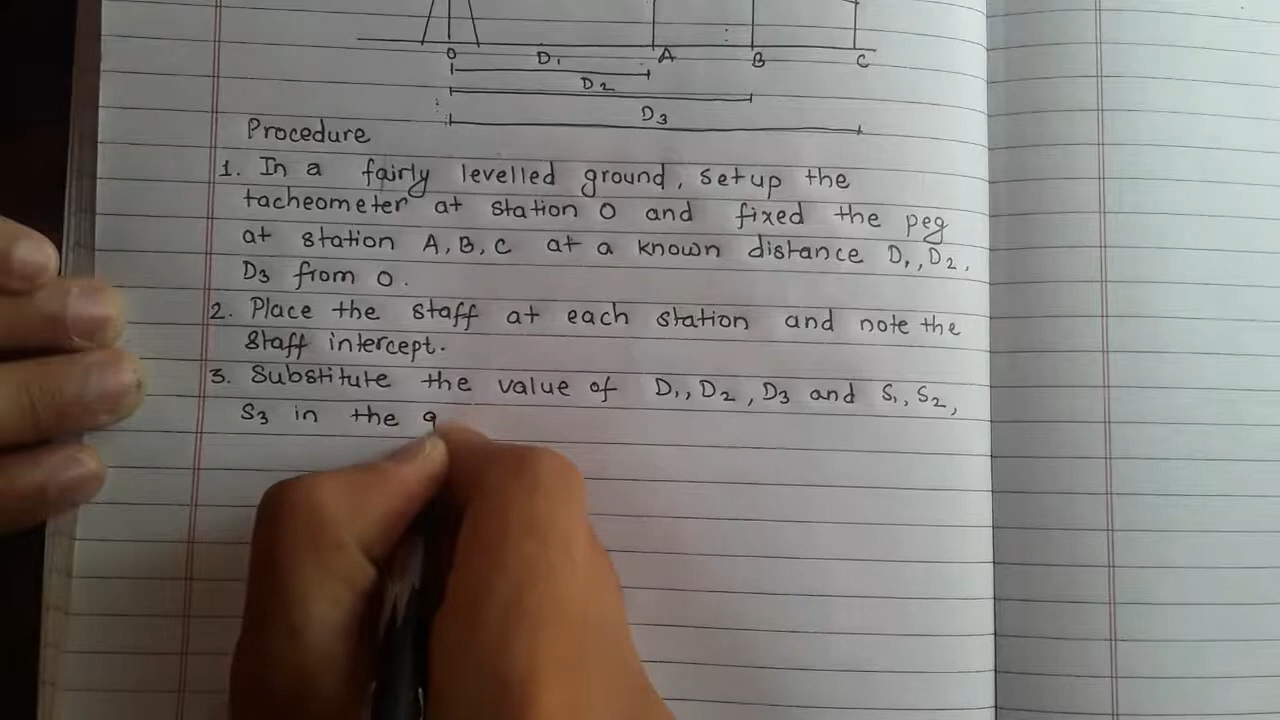 O D1 A B C
D2
D3
Procedure
1. In a fairly levelled ground, setup the
tacheometer at station O and fixed the peg
at station A, B, C at a known distance D1, D2,
D3 from O.
2. Place the staff at each station and note the
staff intercept.
3. Substitute the value of D1, D2, D3 and S1, S2,
S3 in the